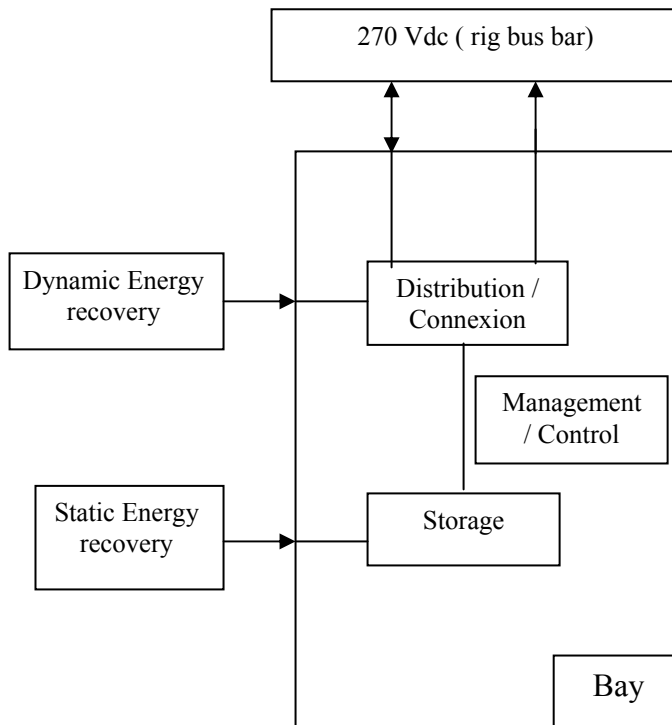 270 Vdc ( rig bus bar)
Dynamic Energy
recovery
Distribution /
Connexion
Management
/ Control
Static Energy
recovery
Storage
Bay